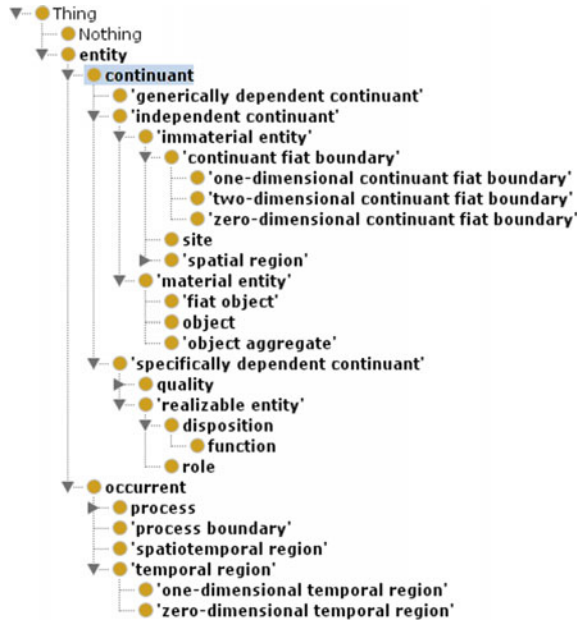 Thing
Nothing
entity
continuant
'generically dependent continuant'
'independent continuant'
'immaterial entity'
'continuant fiat boundary'
'one-dimensional continuant fiat boundary'
'two-dimensional continuant fiat boundary'
'zero-dimensional continuant fiat boundary'
site
'spatial region'
'material entity'
'fiat object'
object
'object aggregate'
'specifically dependent continuant'
quality
'realizable entity'
disposition
function
role
occurrent
process
'process boundary'
'spatiotemporal region'
'temporal region'
'one-dimensional temporal region'
'zero-dimensional temporal region'